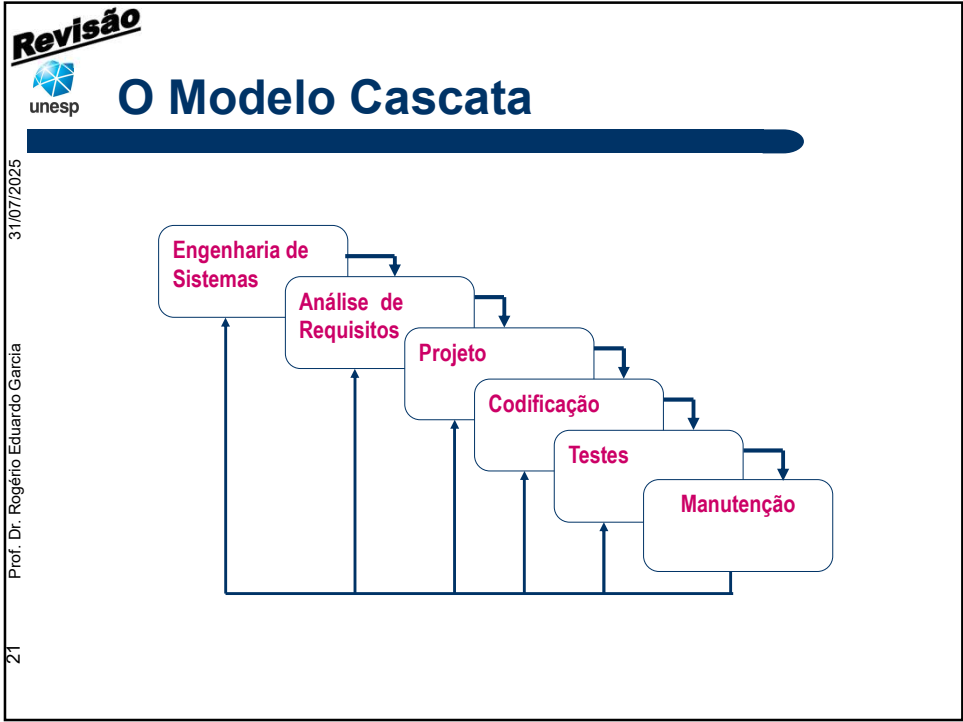 Revisão
unesp
O Modelo Cascata
31/07/2025
Engenharia de
Sistemas
Análise de
Requisitos
Projeto
Codificação
Testes
Manutenção
Prof. Dr. Rogério Eduardo Garcia
21